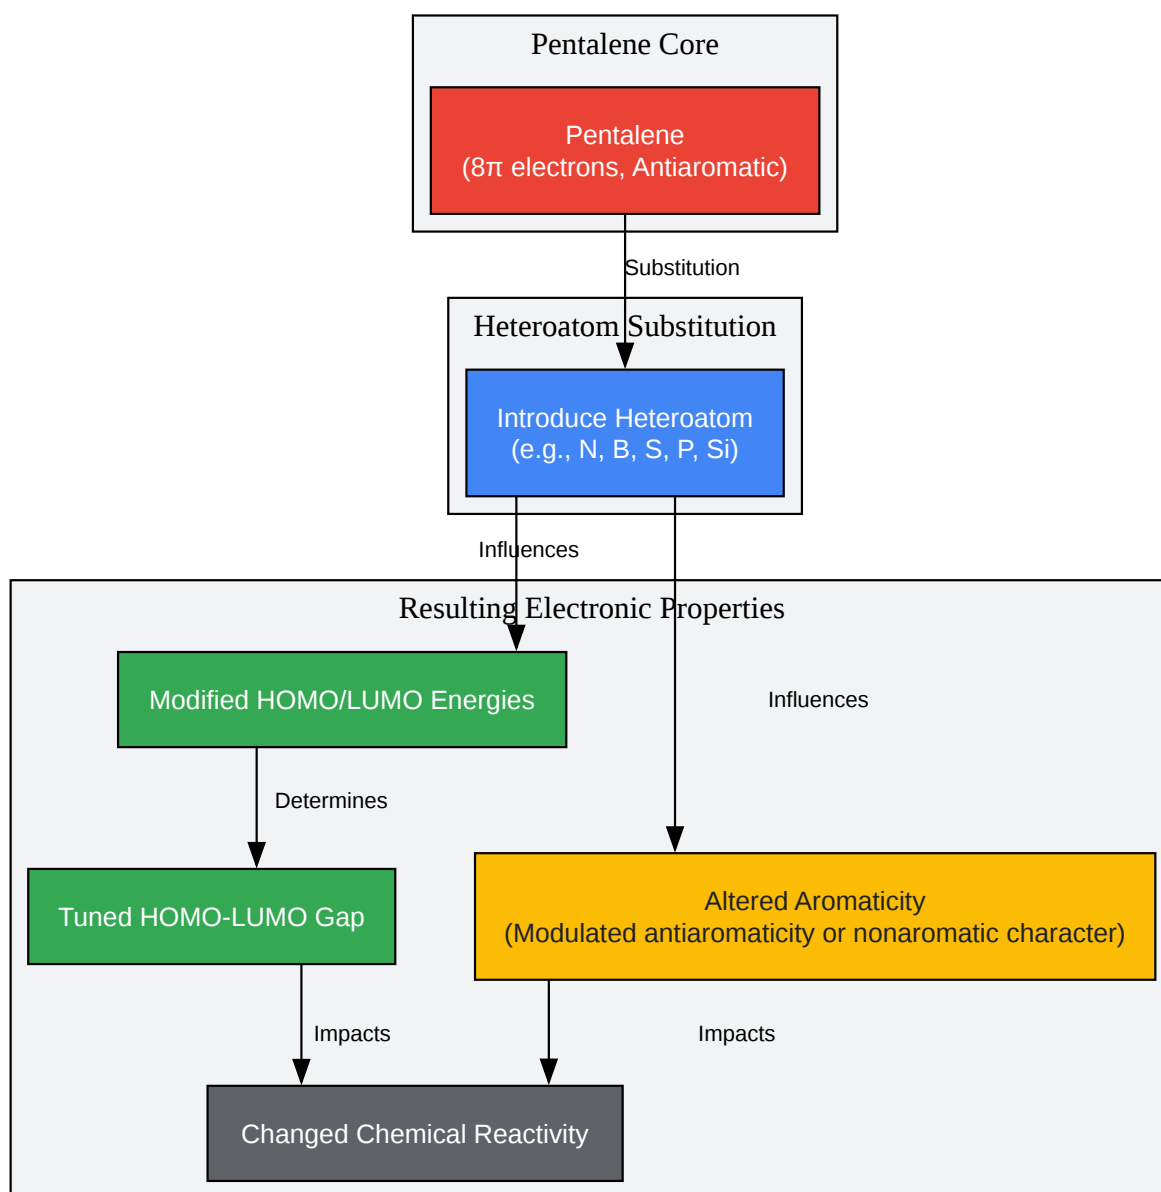 Pentalene Core
Pentalene
(8π electrons, Antiaromatic)
Substitution
Heteroatom Substitution
Introduce Heteroatom
(e.g., N, B, S, P, Si)
Influences
Resulting Electronic Properties
Modified HOMO/LUMO Energies
Influences
Determines
Tuned HOMO-LUMO Gap
Altered Aromaticity
(Modulated antiaromaticity or nonaromatic character)
Impacts
Impacts
Changed Chemical Reactivity